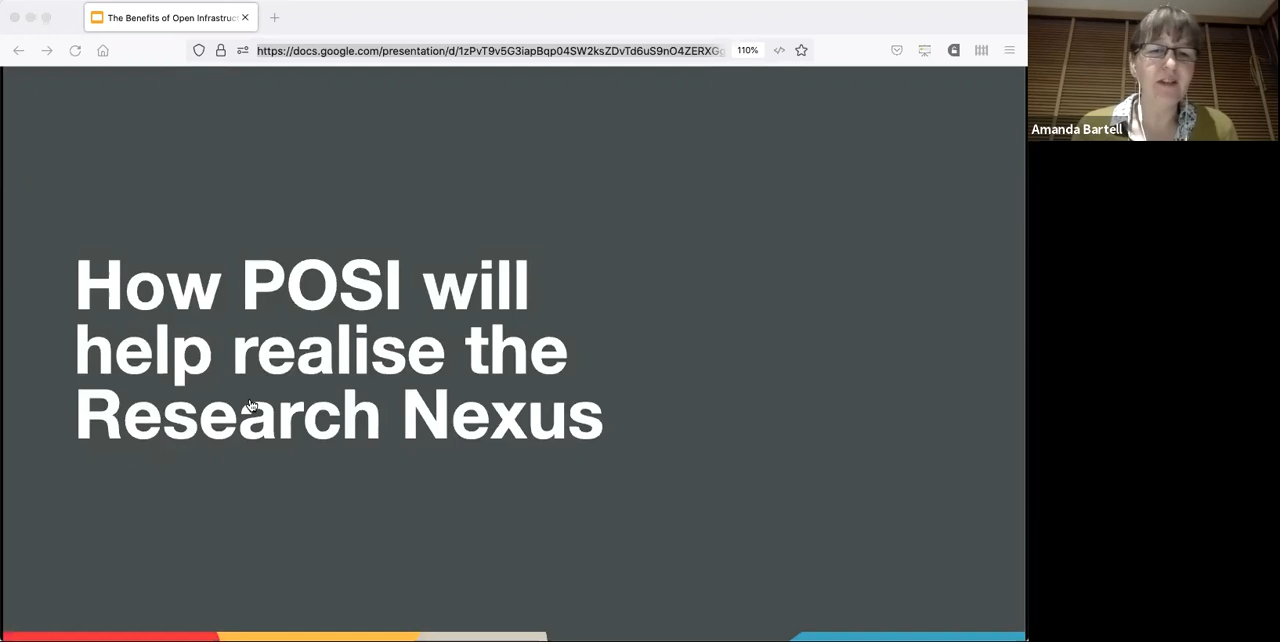 The Benefits of Open Infrastruc
https://docs.google.com/presentation/d/1zPvT9v5G3iapBqp04SW2ksZDvTd6uS9nO4ZERXG
110%
Amanda Bartell
How POSI will
help realise the
Research Nexus